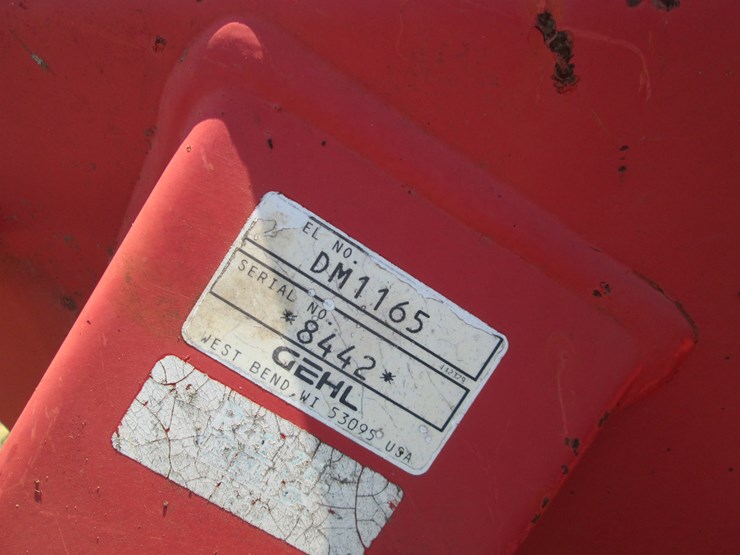 EL NO.
DM1165
SERIAL NO.
*8442*
GEHL
WEST BEND, WI 53095 USA